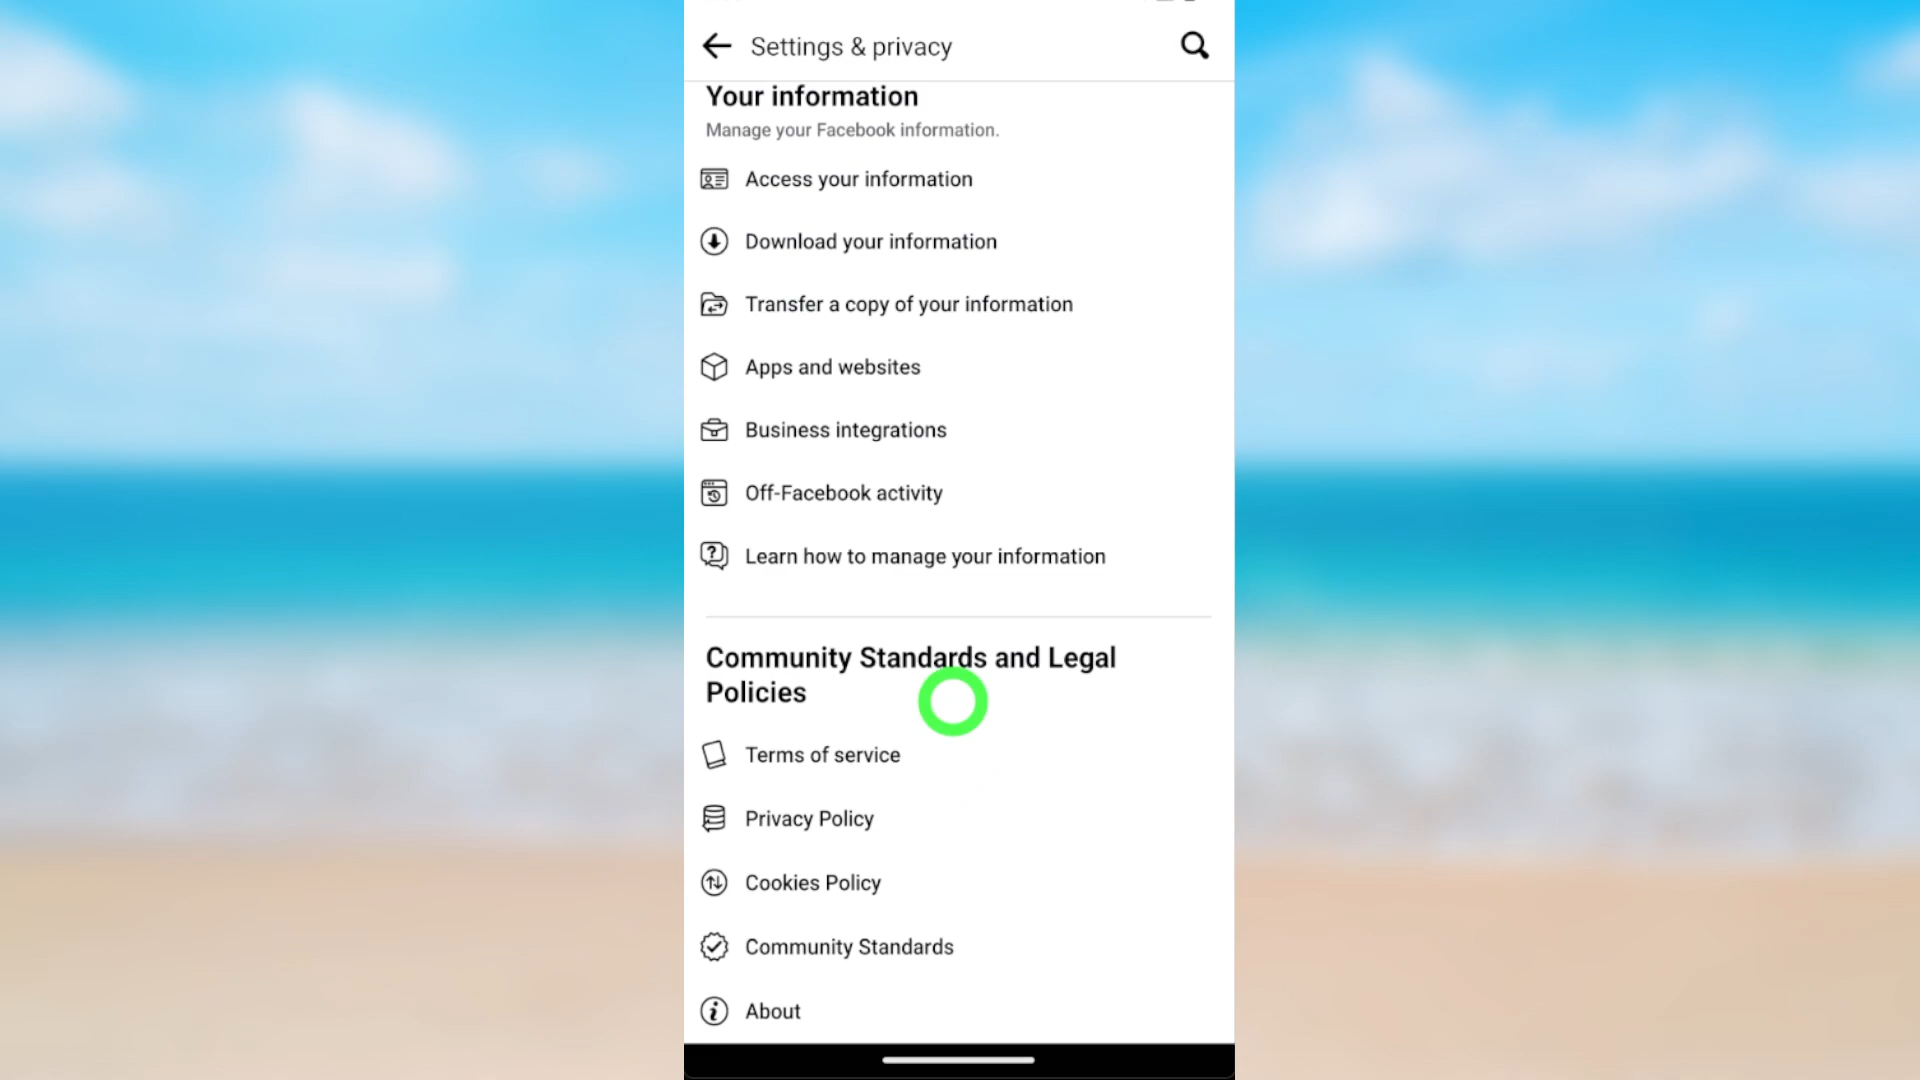 Settings & privacy
Your information
Manage your Facebook information.
Access your information
Download your information
Transfer a copy of your information
Apps and websites
Business integrations
Off-Facebook activity
Learn how to manage your information
Community Standards and Legal
Policies
Terms of service
Privacy Policy
Cookies Policy
Community Standards
About